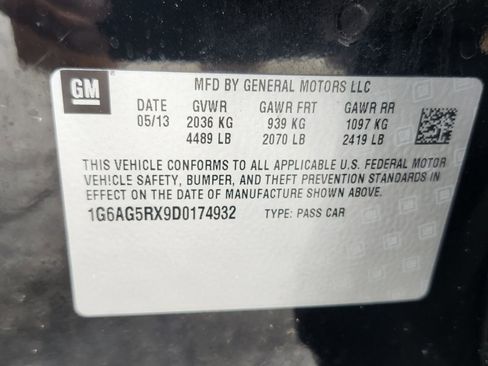 GM MFD BY GENERAL MOTORS LLC
DATE GVWR GAWR FRT GAWR RR
05/13 2036 KG 939 KG 1097 KG
4489 LB 2070 LB 2419 LB
THIS VEHICLE CONFORMS TO ALL APPLICABLE U.S. FEDERAL MOTOR
VEHICLE SAFETY, BUMPER, AND THEFT PREVENTION STANDARDS IN
EFFECT ON THE DATE OF MANUFACTURE SHOWN ABOVE.
1G6AG5RX9D0174932 TYPE: PASS CAR